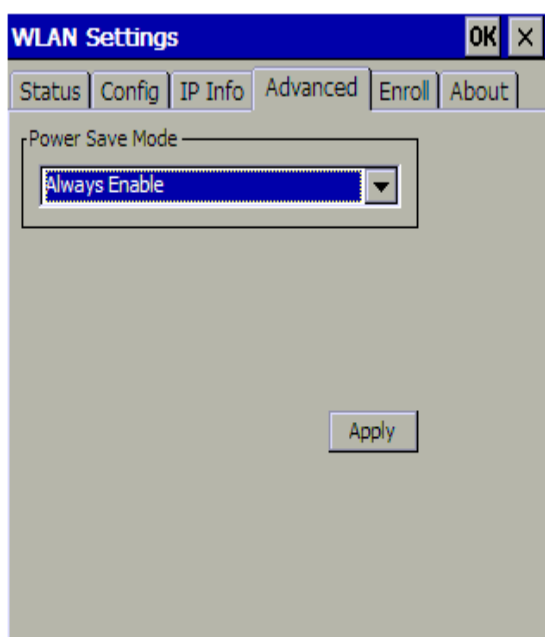 WLAN Settings OK ×
Status Config IP Info Advanced Enroll About
Power Save Mode
Always Enable
Apply